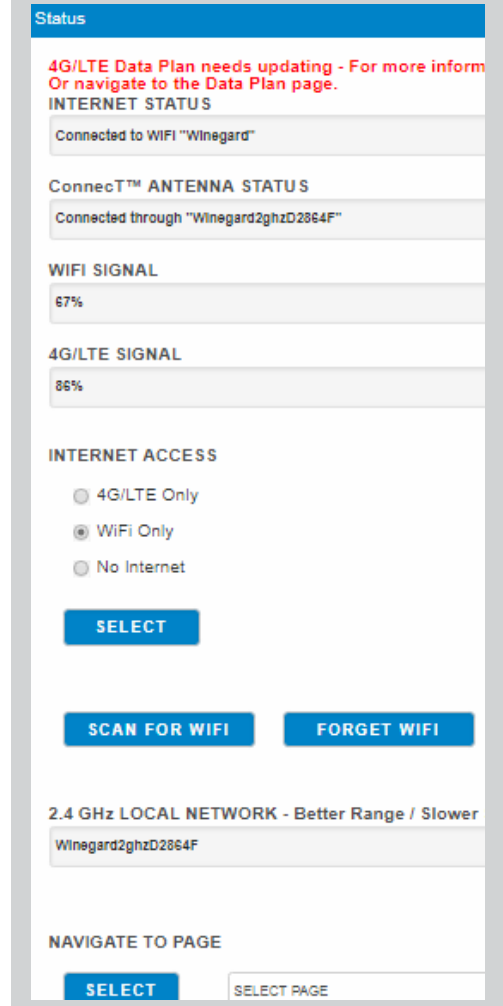 Status
4G/LTE Data Plan needs updating - For more inform
Or navigate to the Data Plan page.
INTERNET STATUS
Connected to WIFI "Winegard"
ConnecT™ ANTENNA STATUS
Connected through "Winegard2ghzD2864F"
WIFI SIGNAL
67%
4G/LTE SIGNAL
86%
INTERNET ACCESS
4G/LTE Only
WiFi Only
No Internet
SELECT
SCAN FOR WIFI FORGET WIFI
2.4 GHz LOCAL NETWORK - Better Range / Slower
Winegard2ghzD2864F
NAVIGATE TO PAGE
SELECT SELECT PAGE